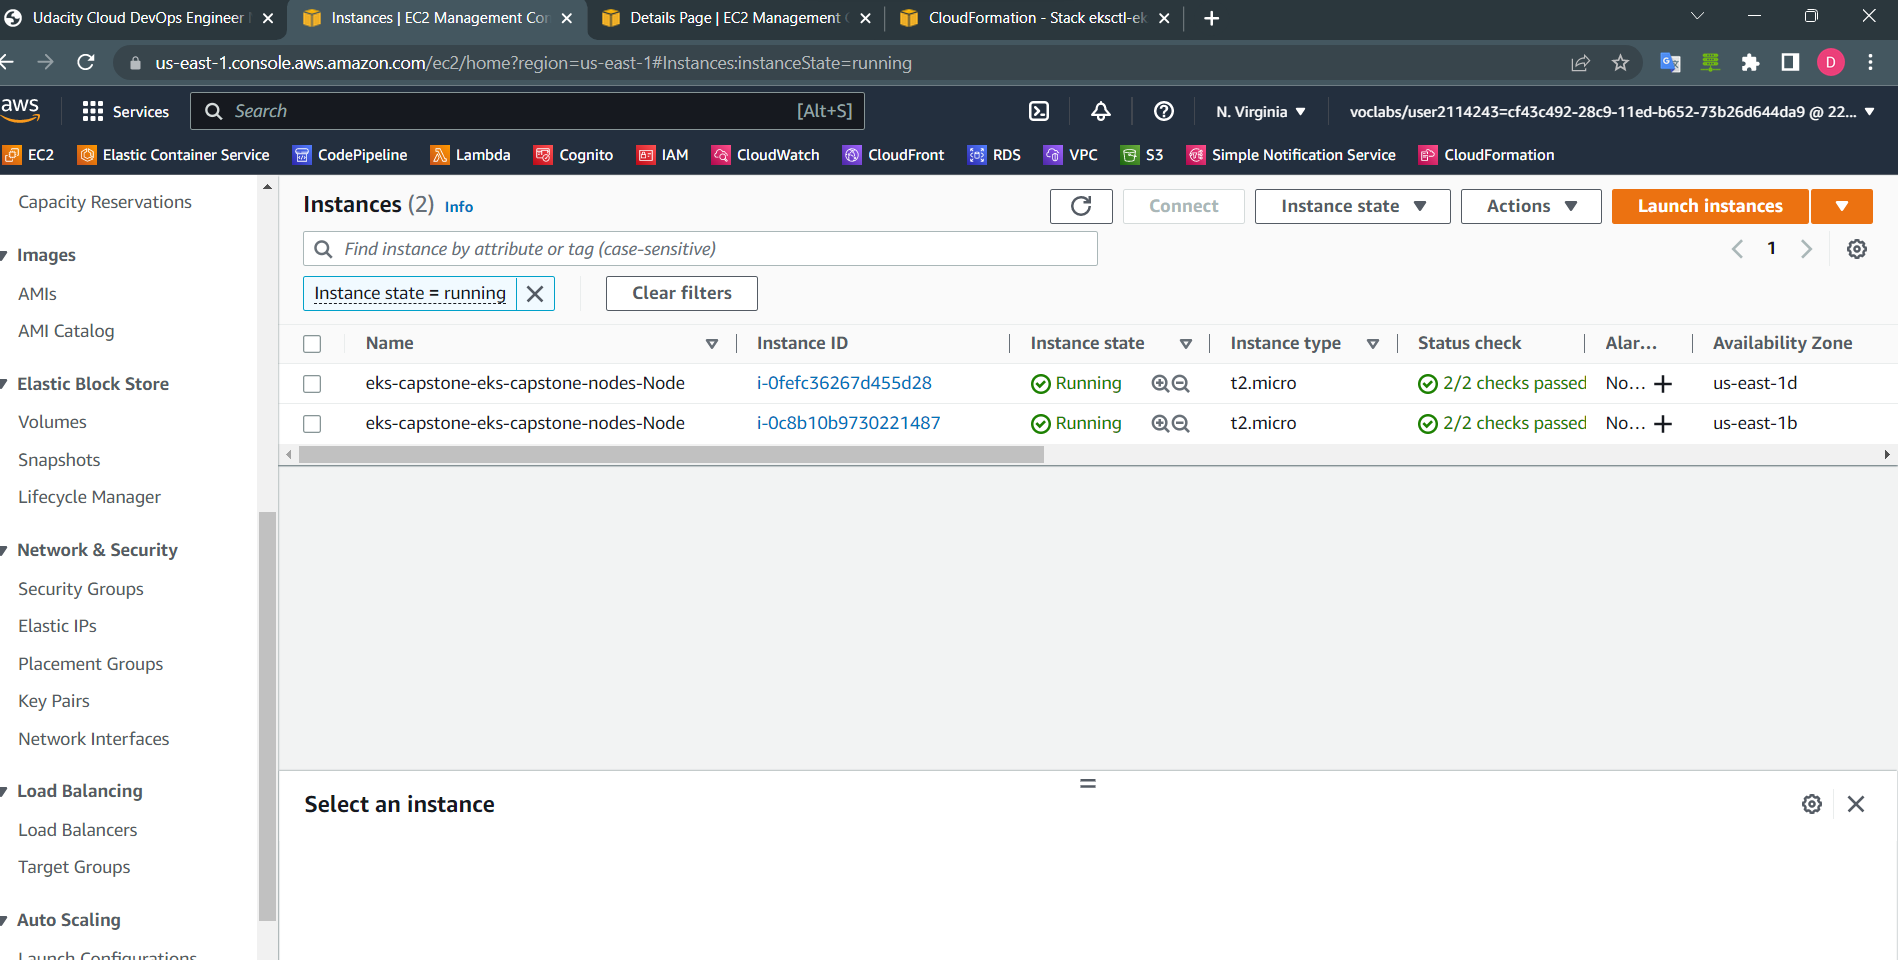 Udacity Cloud DevOps Engineer
Instances | EC2 Management Con
Details Page | EC2 Management C
CloudFormation - Stack eksctl-ek
us-east-1.console.aws.amazon.com/ec2/home?region=us-east-1#Instances:instanceState=running
D
aws
Services
Search
[Alt+S]
N. Virginia
voclabs/user2114243=cf43c492-28c9-11ed-b652-73b26d644da9 @ 22...
EC2
Elastic Container Service
CodePipeline
Lambda
Cognito
IAM
CloudWatch
CloudFront
RDS
VPC
S3
Simple Notification Service
CloudFormation
Capacity Reservations
Images
AMIs
AMI Catalog
Elastic Block Store
Volumes
Snapshots
Lifecycle Manager
Network & Security
Security Groups
Elastic IPs
Placement Groups
Key Pairs
Network Interfaces
Load Balancing
Load Balancers
Target Groups
Auto Scaling
Launch Configurations
Instances (2) Info
Connect
Instance state
Actions
Launch instances
Find instance by attribute or tag (case-sensitive)
1
Instance state = running
Clear filters
Name Instance ID Instance state Instance type Status check Alar... Availability Zone
eks-capstone-eks-capstone-nodes-Node i-0fefc36267d455d28 Running t2.micro 2/2 checks passed No... us-east-1d
eks-capstone-eks-capstone-nodes-Node i-0c8b10b9730221487 Running t2.micro 2/2 checks passed No... us-east-1b
Select an instance